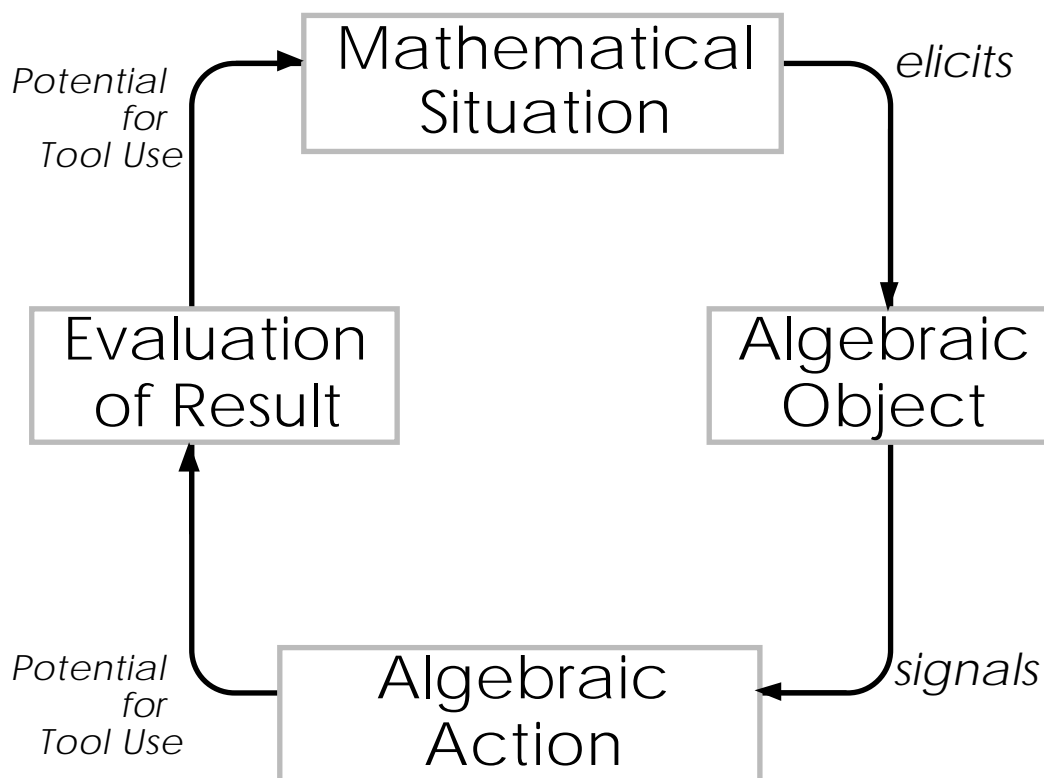 Mathematical
Situation
elicits
Potential
for
Tool Use
Evaluation
of Result
Algebraic
Object
Potential
for
Tool Use
Algebraic
Action
signals